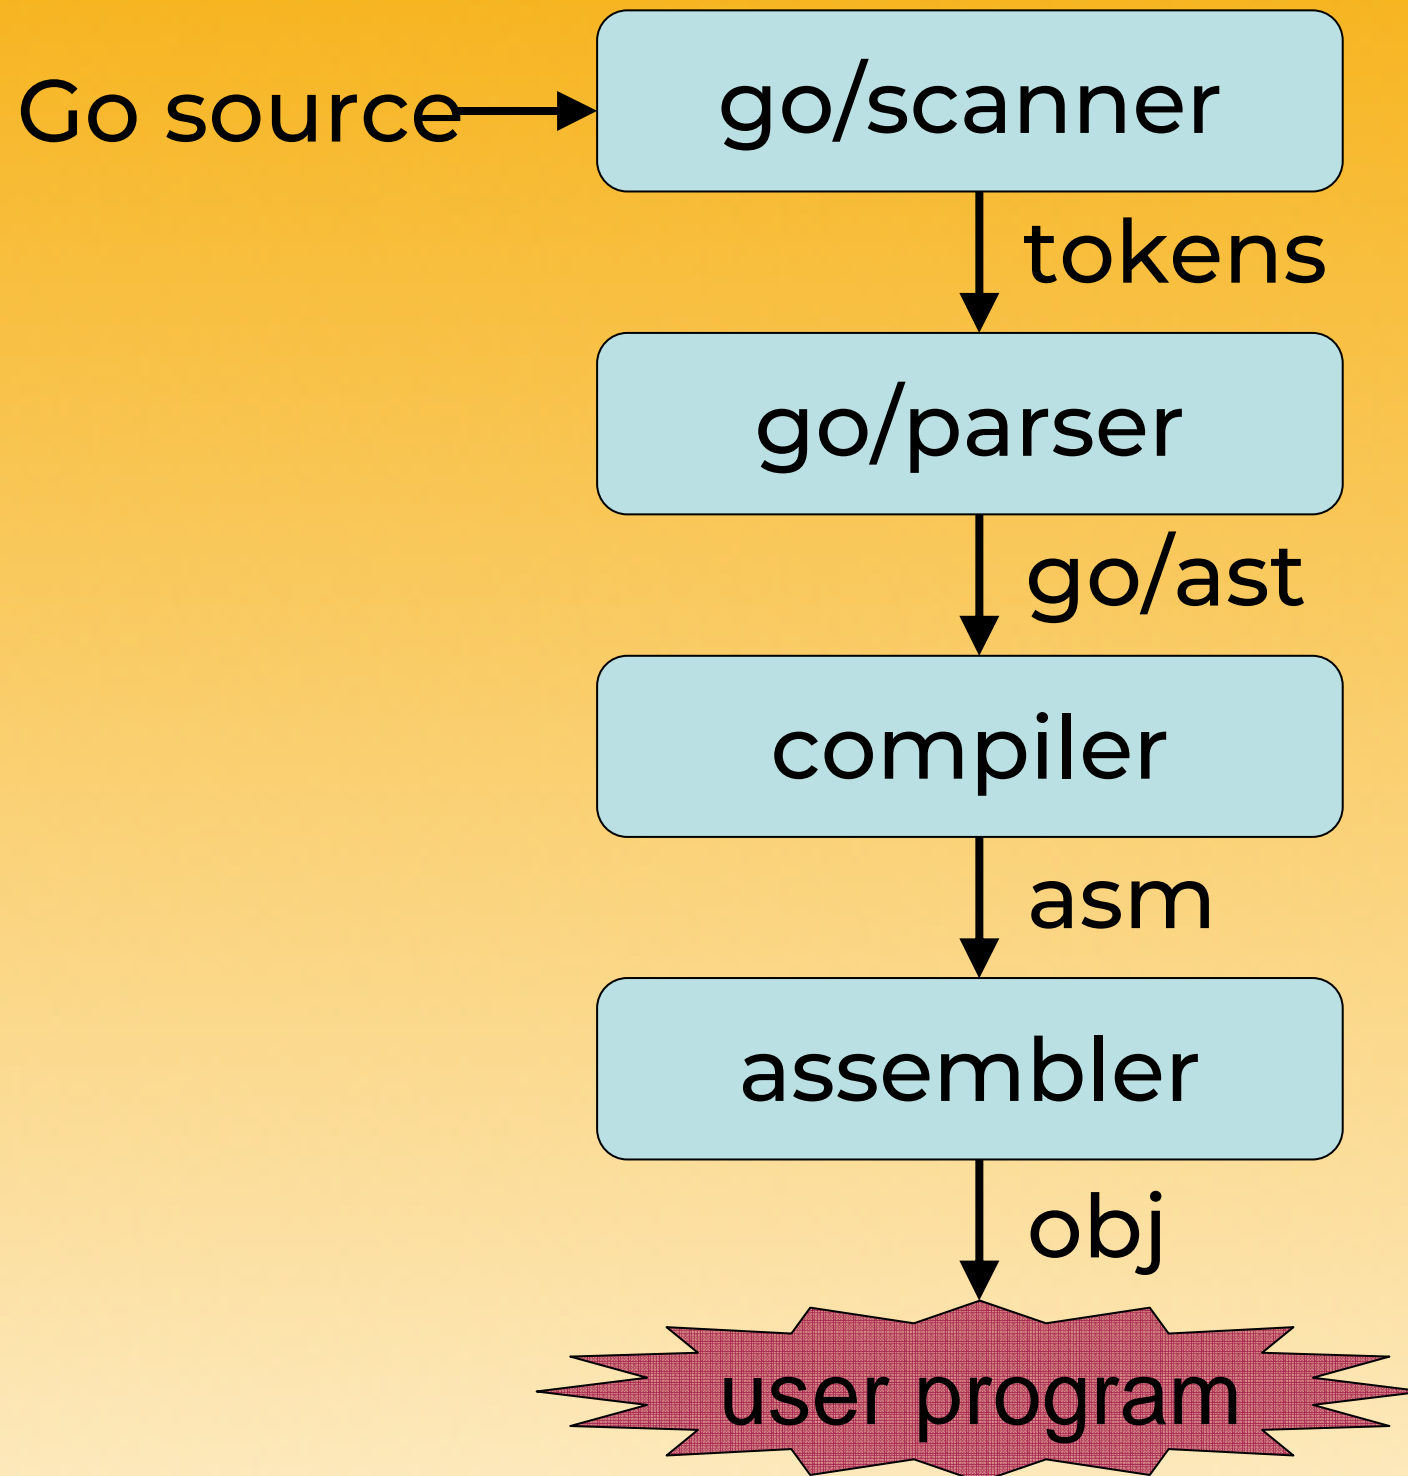 Go source
go/scanner
tokens
go/parser
go/ast
compiler
asm
assembler
obj
user program